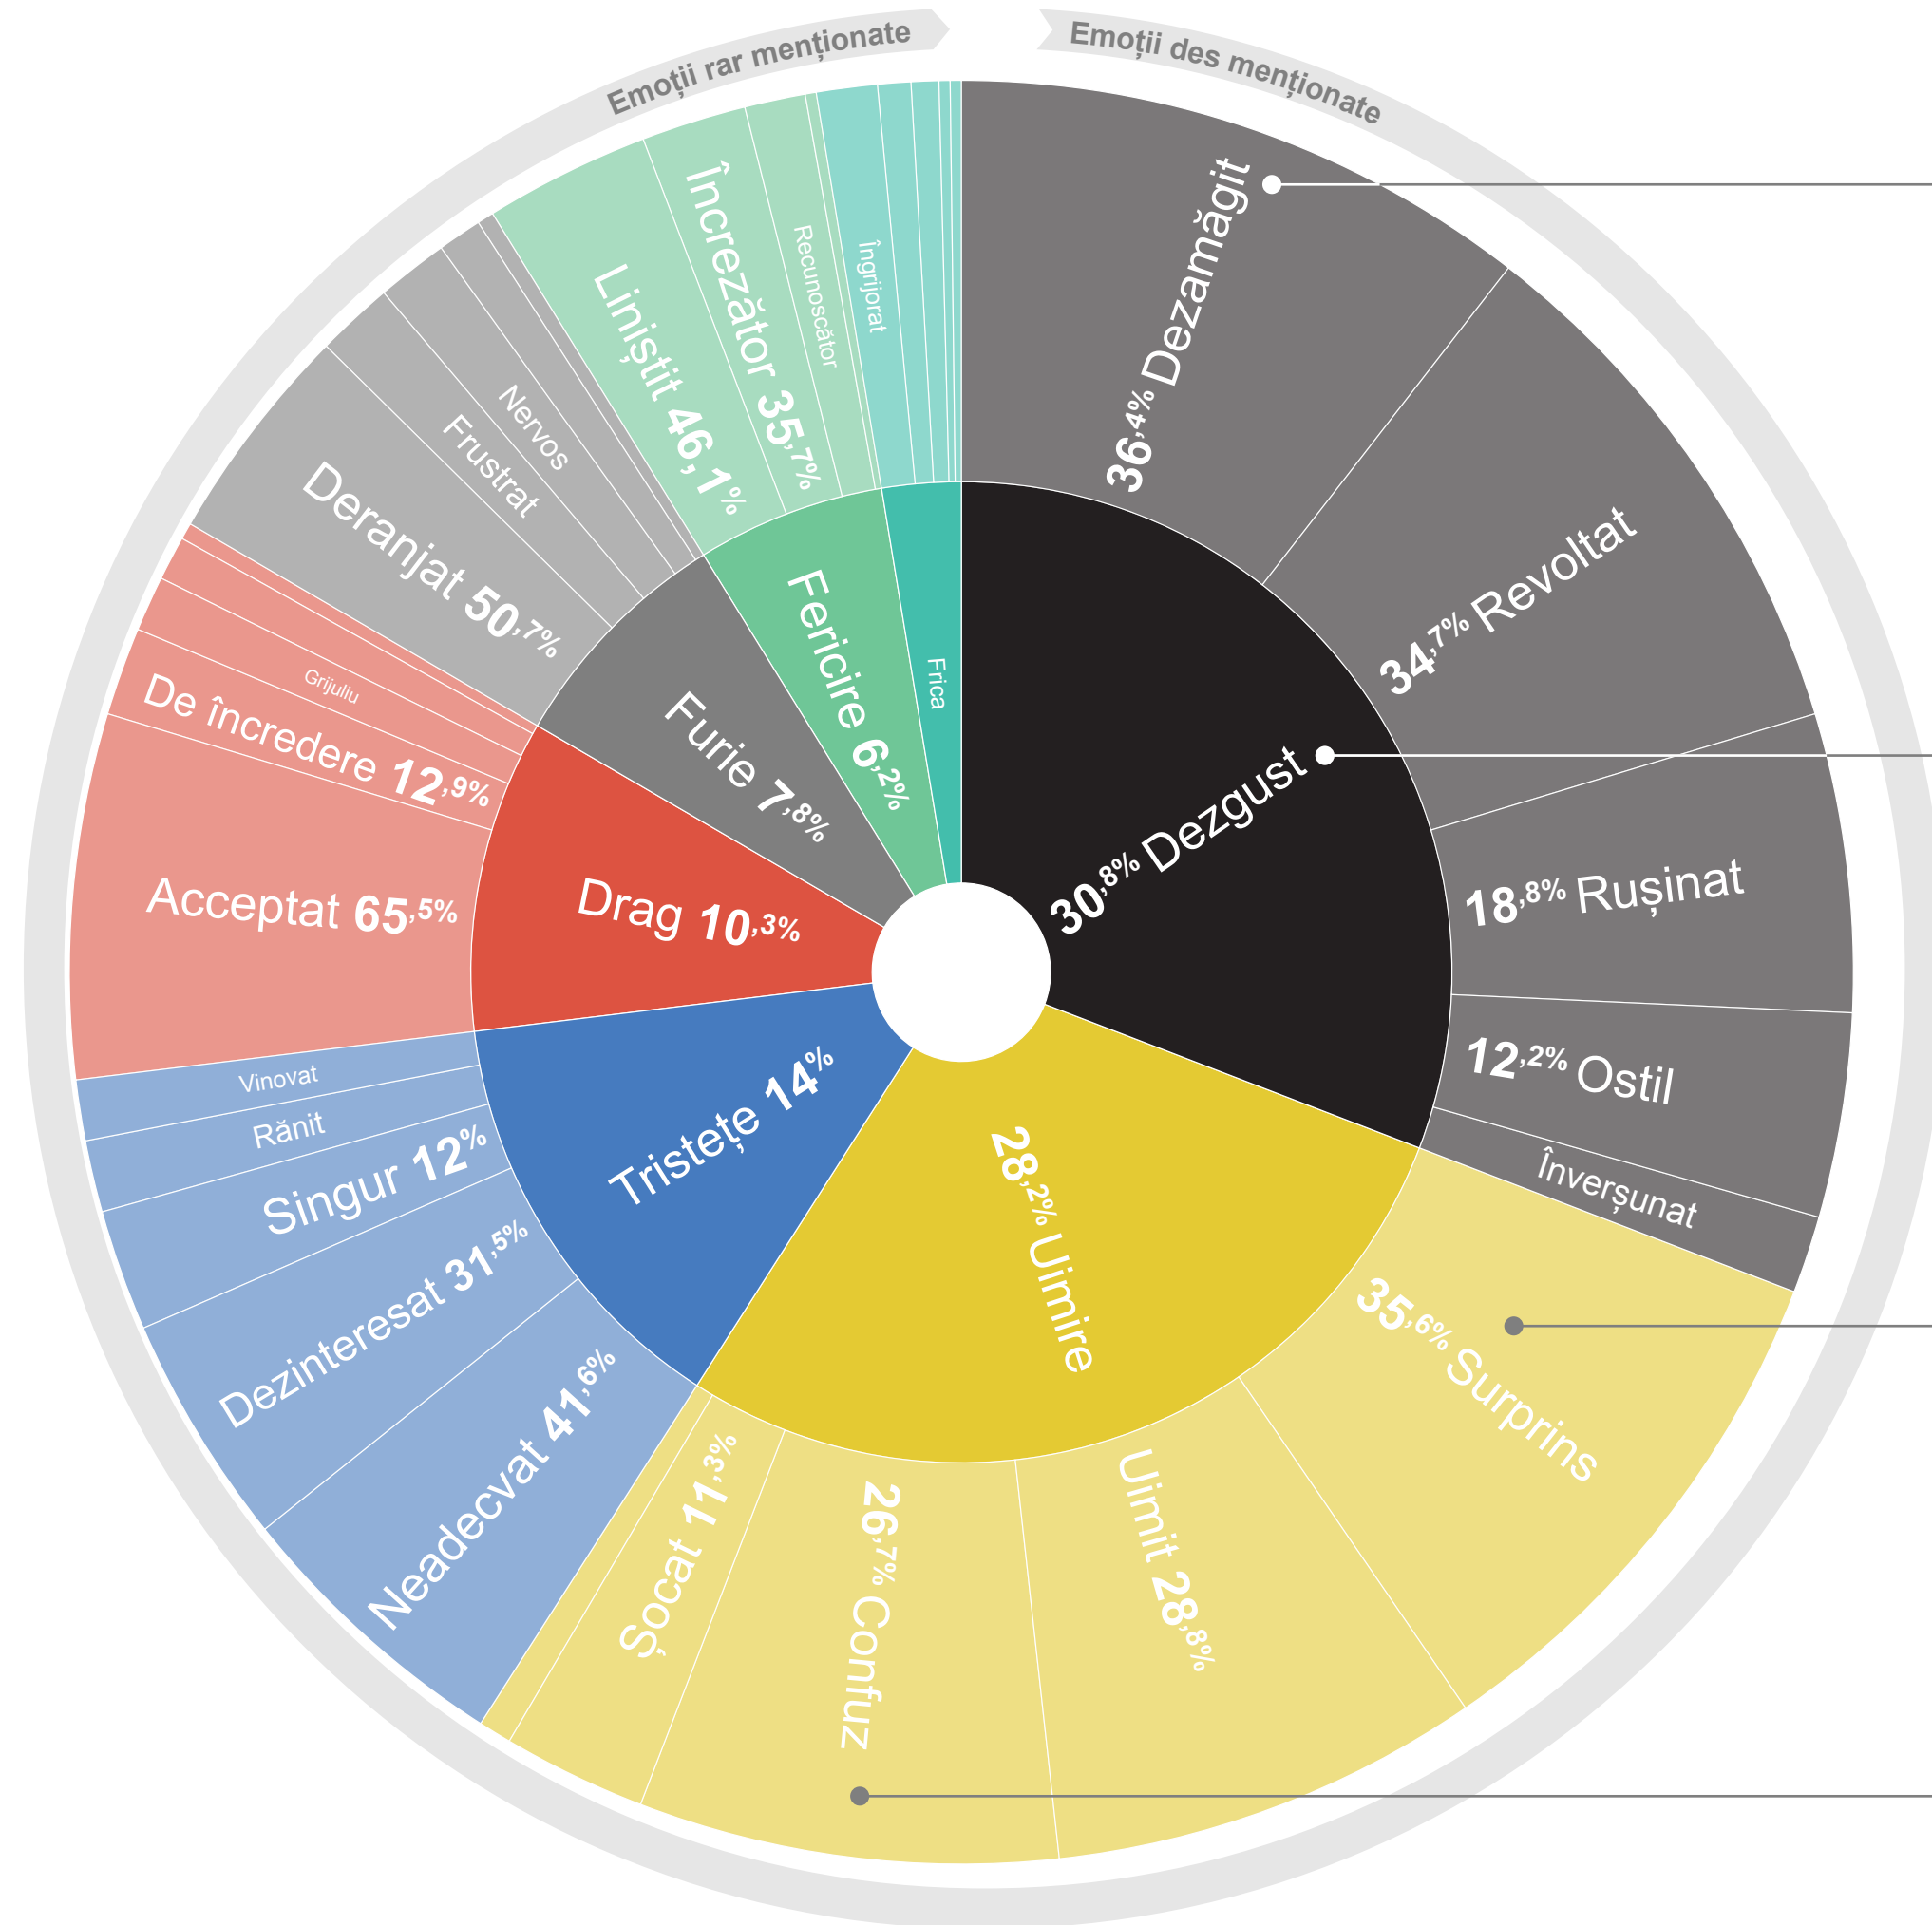 Emoții rar menționate
Emoții des menționate
36,4% Dezamăgit
34,7% Revoltat
18,8% Rușinat
12,2% Ostil
Înverșunat
30,8% Dezgust
35,6% Surprins
Uimit 28,8%
26,7% Confuz
Șocat 11,3%
28,2% Uimire
Neadecvat 41,6%
Dezinteresat 31,5%
Singur 12%
Rănit
Vinovat
Tristețe 14%
Acceptat 65,5%
De încredere 12,9%
Grijuliu
Drag 10,3%
Deranjat 50,7%
Frustrat
Nervos
Furie 7,8%
Liniștit 46,1%
Încrezător 35,7%
Recunoscător
Fericire 6,2%
Îngrijorat
Frica